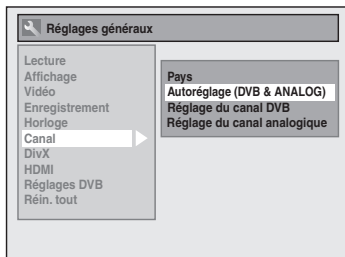 Réglages généraux
Lecture
Affichage
Vidéo
Enregistrement
Horloge
Canal
DivX
HDMI
Réglages DVB
Réin. tout
Pays
Autoréglage (DVB & ANALOG)
Réglage du canal DVB
Réglage du canal analogique